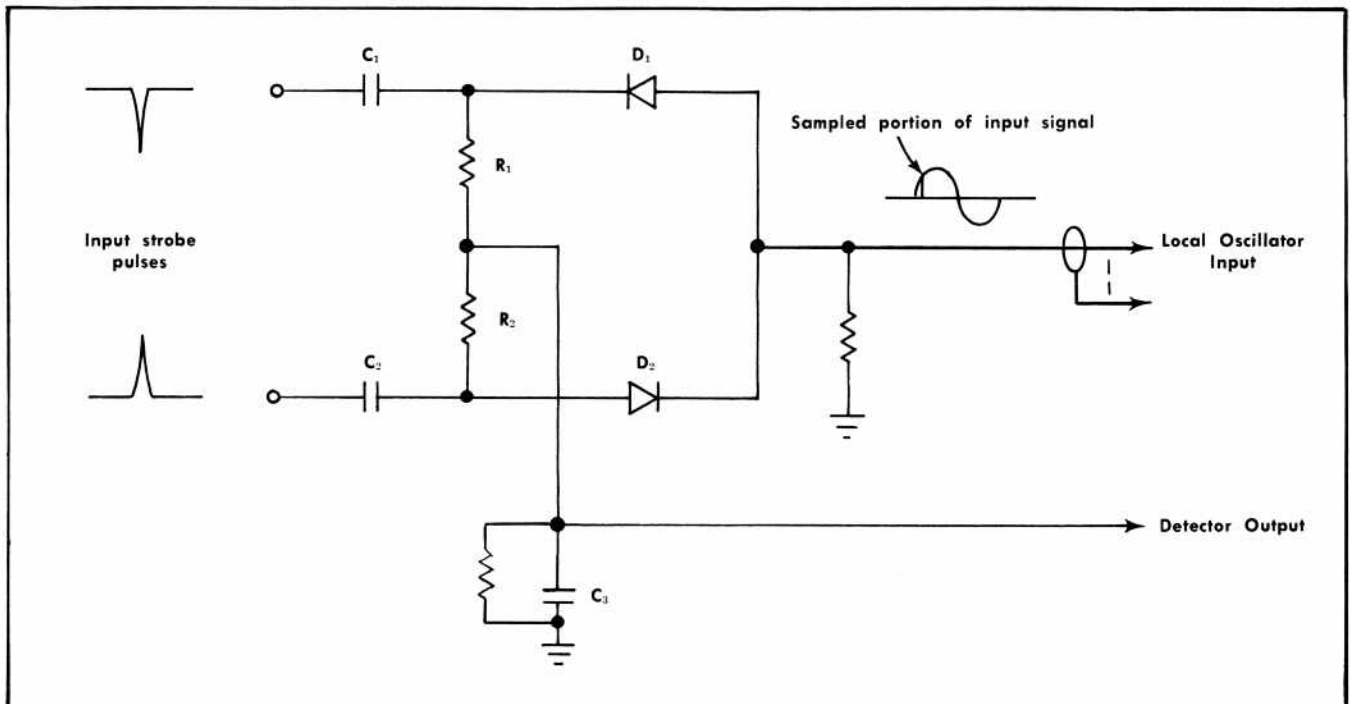 C₁
D₁
Sampled portion of input signal
R₁
Input strobe
pulses
Local Oscillator
Input
R₂
C₂
D₂
Detector Output
C₃